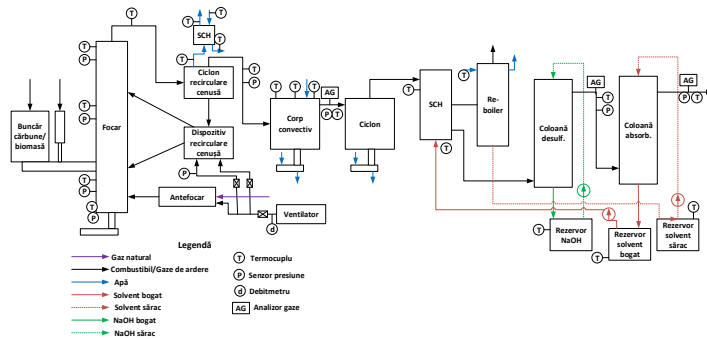 T
T
T
T
SCH
T
T
P
T
Ciclon
recirculare
cenusă
T
P
T
T
T
AG
P
T
T
P
Focar
Buncăr
cărbune/
biomasă
Dispozitiv
recirculare
cenușă
Corp
convectiv
Ciclon
T
SCH
T
T
Re-
boiler
Coloană
desulf.
AG
T
P
Coloană
absorb.
AG
P
T
T
P
T
P
P
Antefocar
Ventilator
d
T
Rezervor
NaOH
T
Rezervor
solvent
bogat
T
Rezervor
solvent
sărac
Legendă
Gaz natural
Combustibil/Gaze de ardere
Apă
Solvent bogat
Solvent sărac
NaOH bogat
NaOH sărac
T Termocuplu
P Senzor presiune
d Debitmetru
AG Analizor gaze